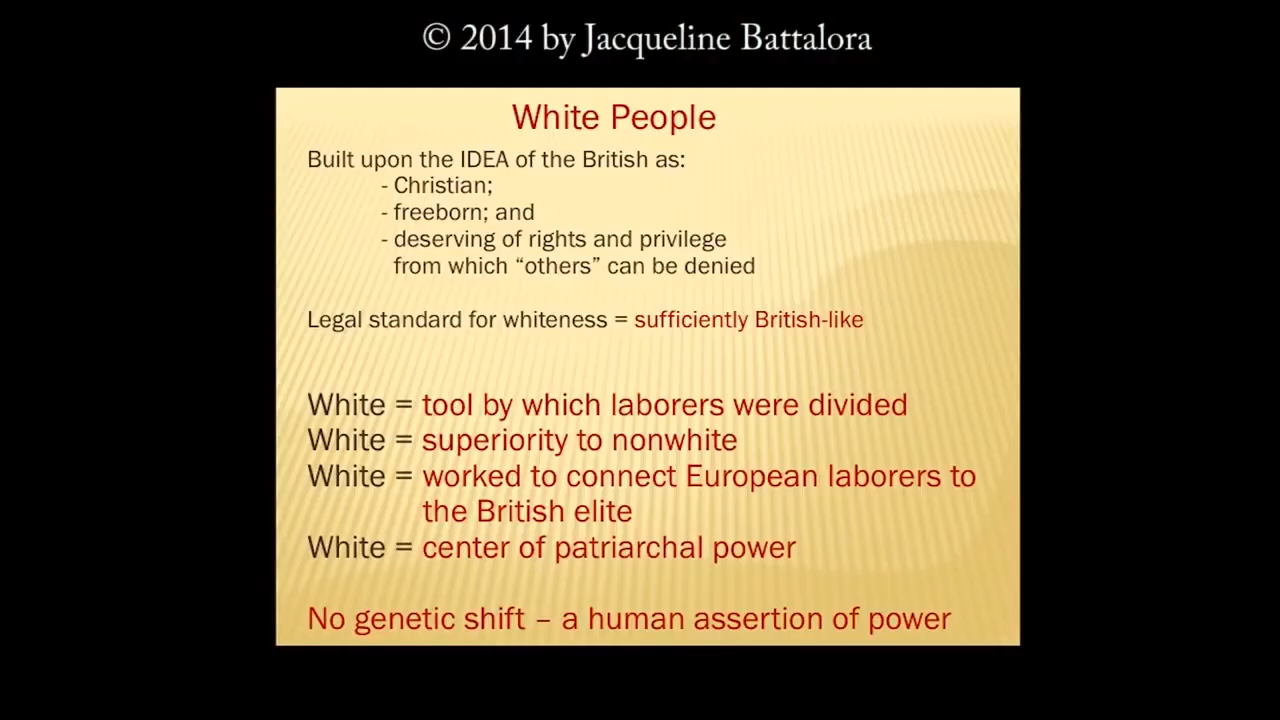 © 2014 by Jacqueline Battalora
White People
Built upon the IDEA of the British as:
- Christian;
- freeborn; and
- deserving of rights and privilege
from which “others” can be denied
Legal standard for whiteness = sufficiently British-like
White = tool by which laborers were divided
White = superiority to nonwhite
White = worked to connect European laborers to
the British elite
White = center of patriarchal power
No genetic shift – a human assertion of power